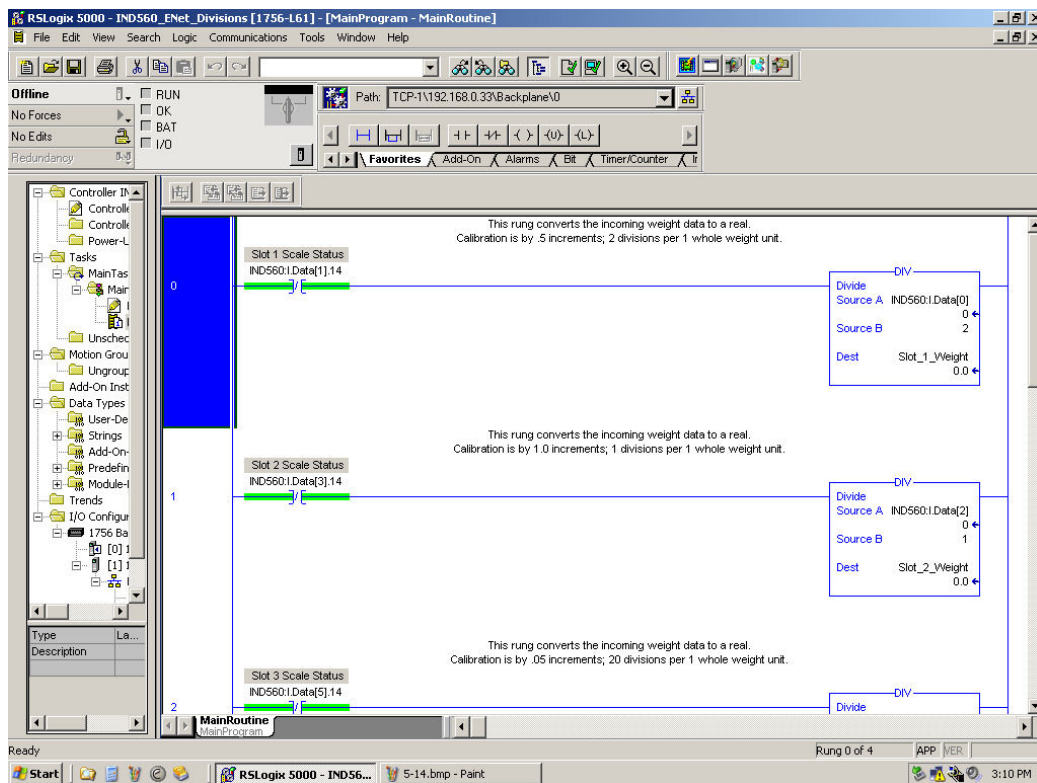 RSLogix 5000 - IND560_ENet_Divisions [1756-L61] - [MainProgram - MainRoutine]
File Edit View Search Logic Communications Tools Window Help
Offline
RUN
No Forces
OK
No Edits
BAT
Redundancy
I/O
Path: TCP-1\192.168.0.33\Backplane\0
Favorites Add-On Alarms Bit Timer/Counter
Controller IN
Controlle
Controlle
Power-L
Tasks
MainTas
Main
Unschec
Motion Grou
Ungroup
Add-On Inst
Data Types
User-De
Strings
Add-On-
Predefin
Module-
Trends
I/O Configur
1756 Ba
[0] 1
[1] 1
Type La...
Description
This rung converts the incoming weight data to a real.
Calibration is by .5 increments; 2 divisions per 1 whole weight unit.
Slot 1 Scale Status
IND560:I.Data[1].14
0
DIV
Divide
Source A IND560:I.Data[0]
0
Source B 2
Dest Slot_1_Weight
0.0
This rung converts the incoming weight data to a real.
Calibration is by 1.0 increments; 1 divisions per 1 whole weight unit.
Slot 2 Scale Status
IND560:I.Data[3].14
1
DIV
Divide
Source A IND560:I.Data[2]
0
Source B 1
Dest Slot_2_Weight
0.0
This rung converts the incoming weight data to a real.
Calibration is by .05 increments; 20 divisions per 1 whole weight unit.
Slot 3 Scale Status
IND560:I.Data[5].14
2
DIV
Divide
MainRoutine
MainProgram
Ready
Rung 0 of 4 APP VER
Start
RSLogix 5000 - IND56...
5-14.bmp - Paint
3:10 PM